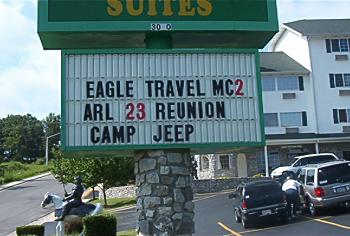 SUITES
30
EAGLE TRAVEL MC2
ARL 23 REUNION
CAMP JEEP